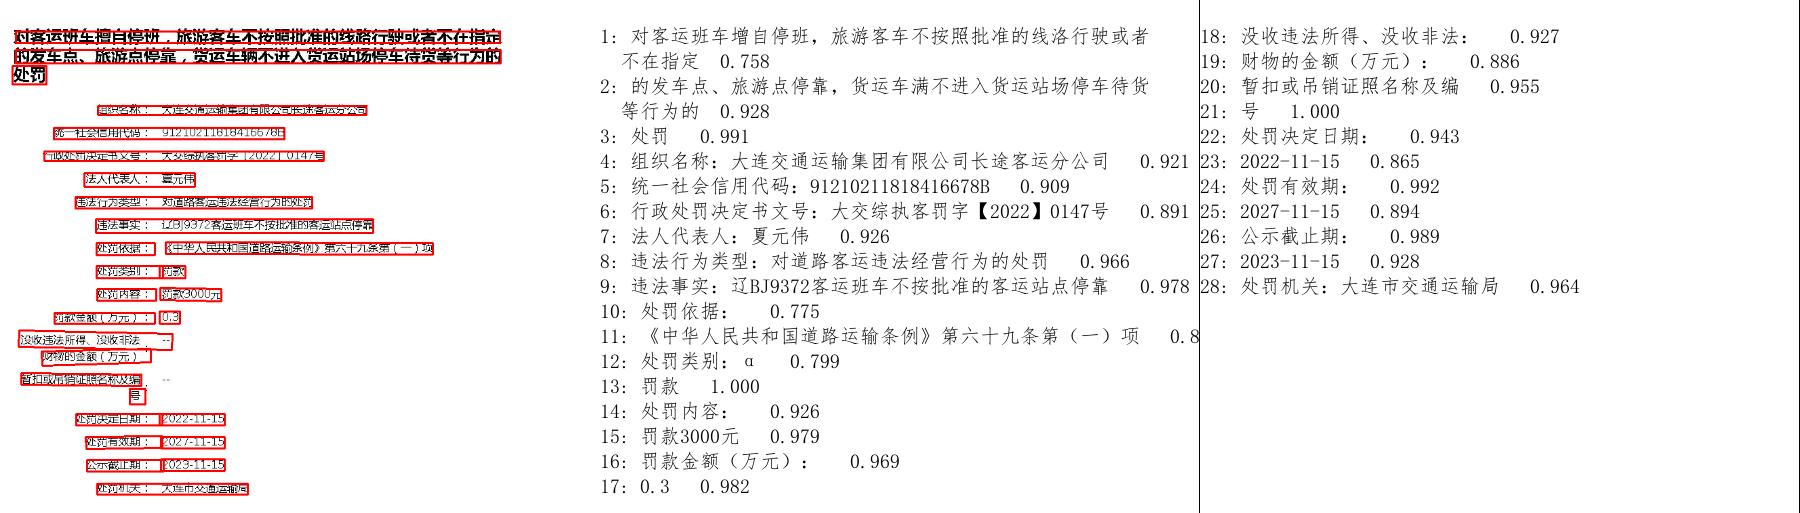 对客运班车擅自停班，旅游客车不按照批准的线路行驶或者不在指定
的发车点、旅游点停靠，货运车辆不进入货运站场停车待货等行为的
处罚
组织名称： 大连交通运输集团有限公司长途客运分公司
统一社会信用代码： 91210211818416678B
行政处罚决定书文号： 大交综执客罚字【2022】0147号
法人代表人： 夏元伟
违法行为类型： 对道路客运违法经营行为的处罚
违法事实： 辽BJ9372客运班车不按批准的客运站点停靠
处罚依据： 《中华人民共和国道路运输条例》第六十九条第（一）项
处罚类别： 罚款
处罚内容： 罚款3000元
罚款金额（万元）： 0.3
没收违法所得、没收非法 --
财物的金额（万元）
暂扣或吊销证照名称及编 --
号
处罚决定日期： 2022-11-15
处罚有效期： 2027-11-15
公示截止期： 2023-11-15
处罚机关： 大连市交通运输局
1: 对客运班车增自停班，旅游客车不按照批准的线洛行驶或者
不在指定 0.758
2: 的发车点、旅游点停靠，货运车满不进入货运站场停车待货
等行为的 0.928
3: 处罚 0.991
4: 组织名称：大连交通运输集团有限公司长途客运分公司 0.921
5: 统一社会信用代码：91210211818416678B 0.909
6: 行政处罚决定书文号：大交综执客罚字【2022】0147号 0.891
7: 法人代表人：夏元伟 0.926
8: 违法行为类型：对道路客运违法经营行为的处罚 0.966
9: 违法事实：辽BJ9372客运班车不按批准的客运站点停靠 0.978
10: 处罚依据： 0.775
11: 《中华人民共和国道路运输条例》第六十九条第（一）项 0.8
12: 处罚类别：α 0.799
13: 罚款 1.000
14: 处罚内容： 0.926
15: 罚款3000元 0.979
16: 罚款金额（万元）： 0.969
17: 0.3 0.982
18: 没收违法所得、没收非法： 0.927
19: 财物的金额（万元）： 0.886
20: 暂扣或吊销证照名称及编 0.955
21: 号 1.000
22: 处罚决定日期： 0.943
23: 2022-11-15 0.865
24: 处罚有效期： 0.992
25: 2027-11-15 0.894
26: 公示截止期： 0.989
27: 2023-11-15 0.928
28: 处罚机关：大连市交通运输局 0.964